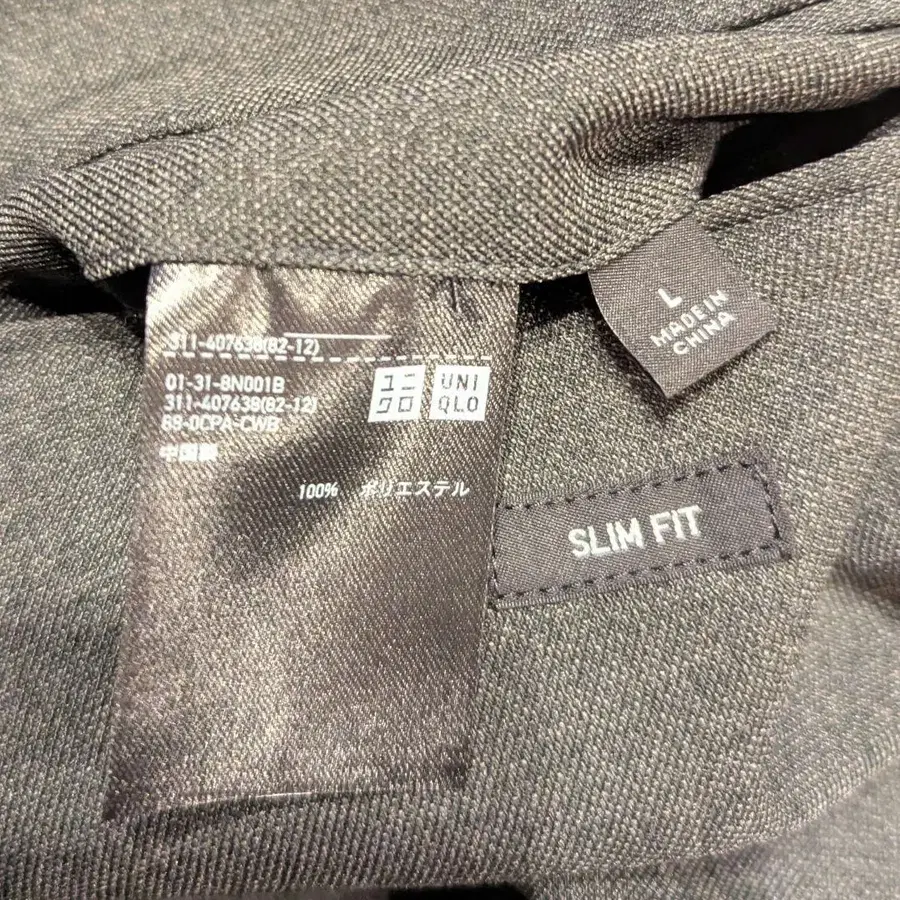 311-407638(82-12)
01-31-8N001B
311-407638(82-12)
88-0CPA-CWB
中国製
ユニ
クロ
UNI
QLO
100% ポリエステル
L
MADE IN
CHINA
SLIM FIT